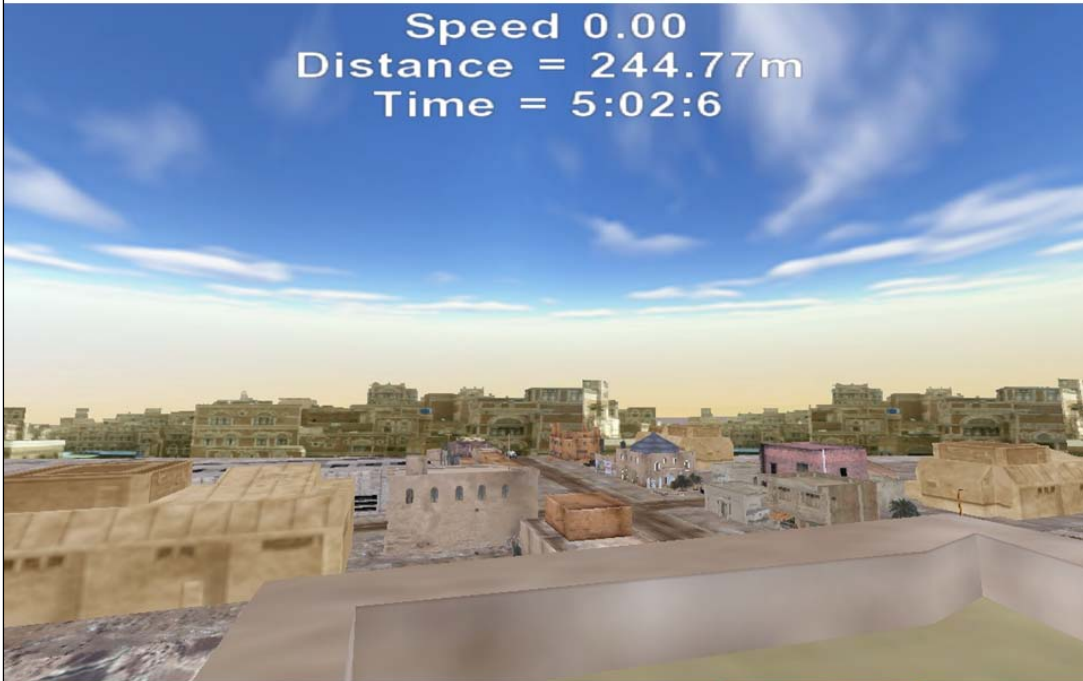 Speed 0.00
Distance = 244.77m
Time = 5:02:6